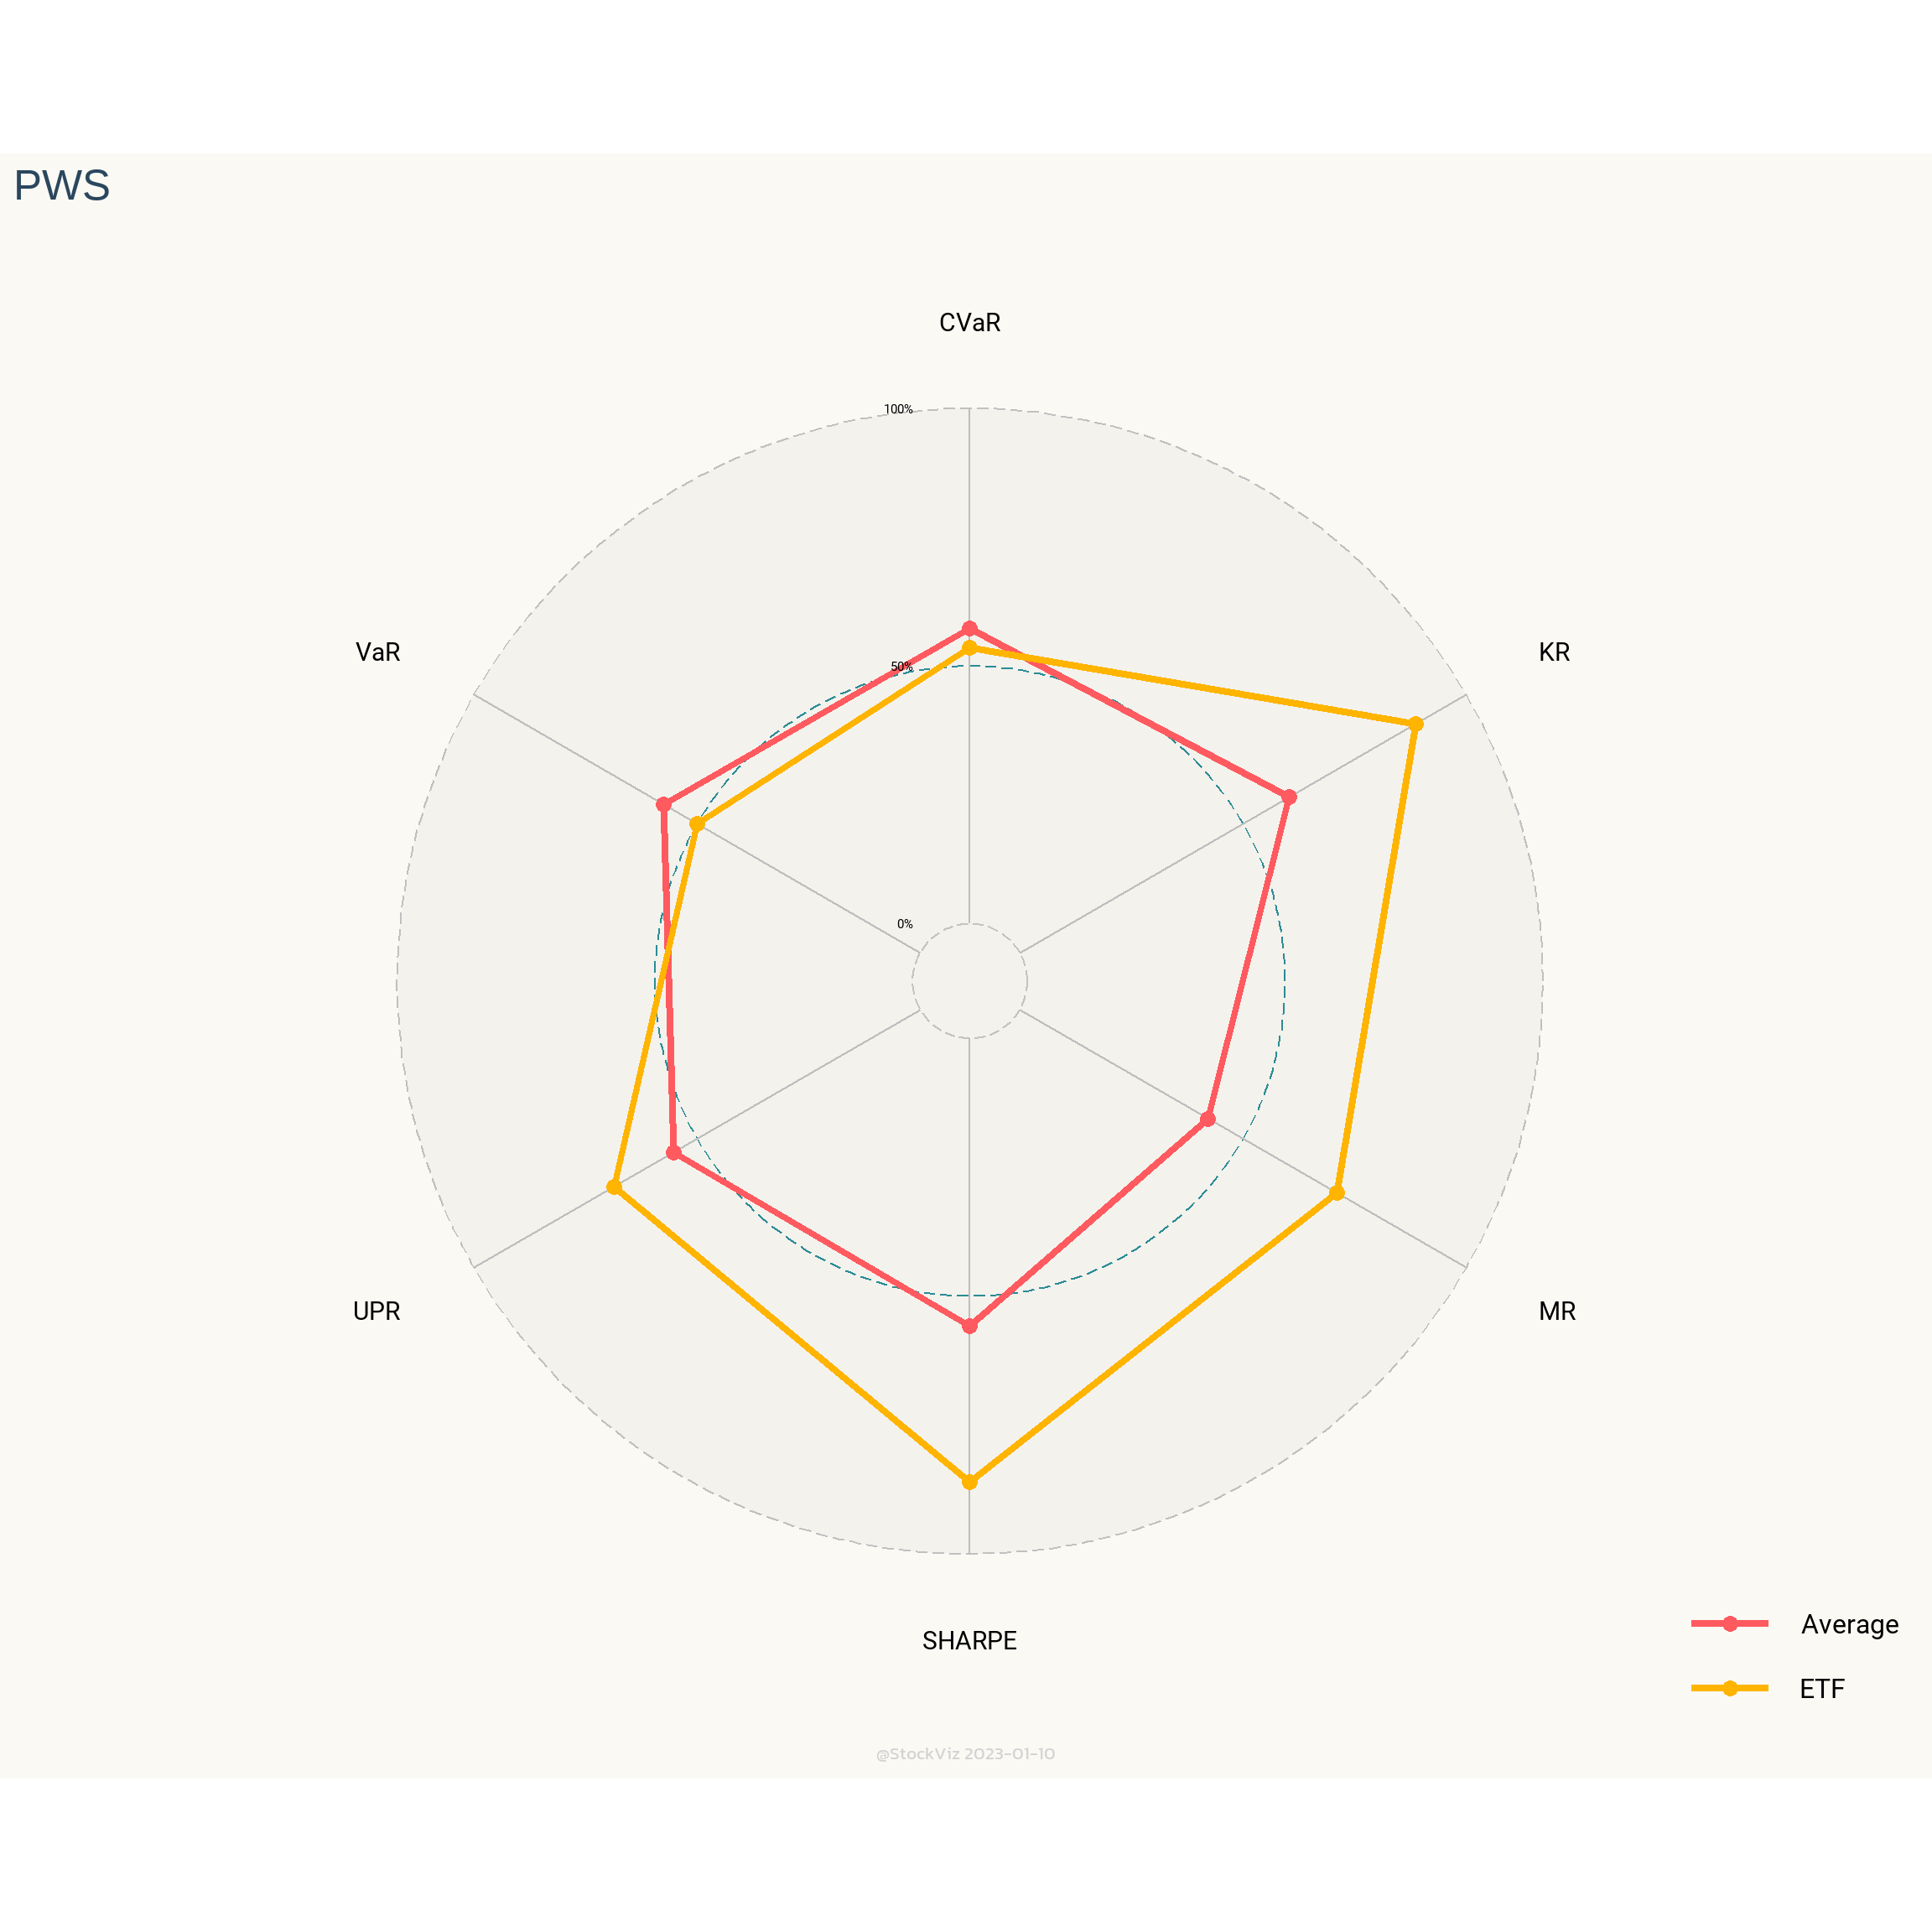 PWS
CVaR
100%
KR
VaR
50%
0%
UPR
MR
SHARPE
Average
ETF
@StockViz 2023-01-10